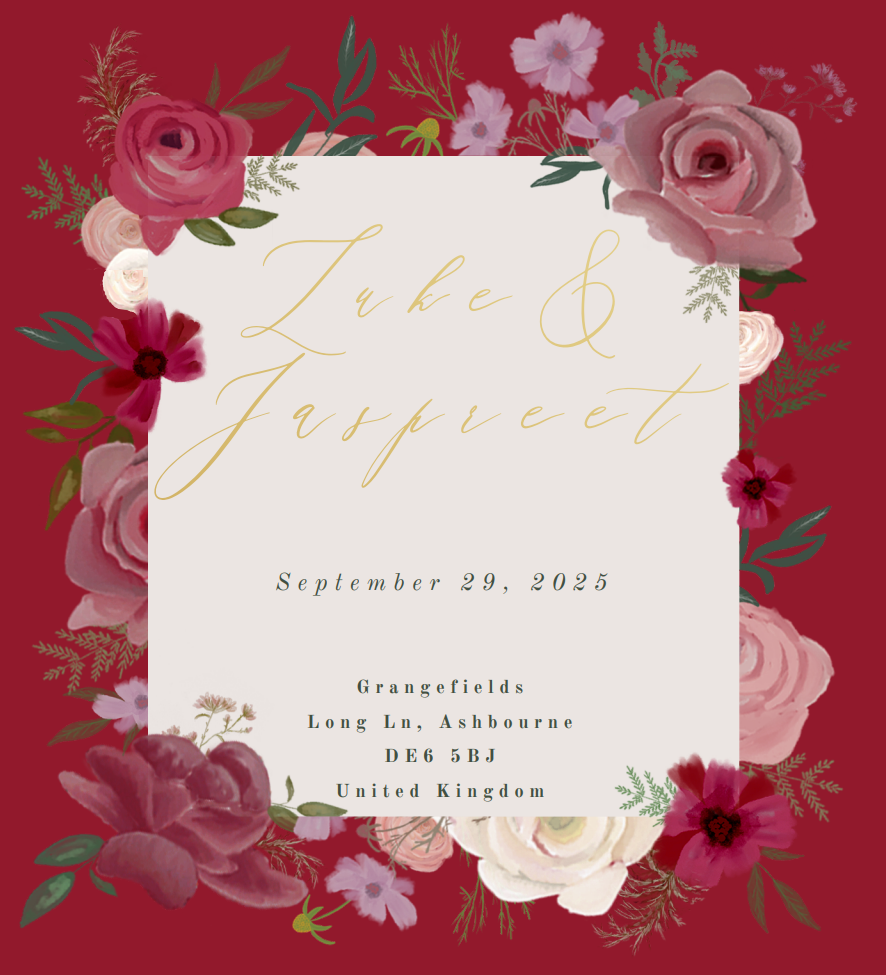 Luke &
Jaspreet
September 29, 2025
Grangefields
Long Ln, Ashbourne
DE6 5BJ
United Kingdom